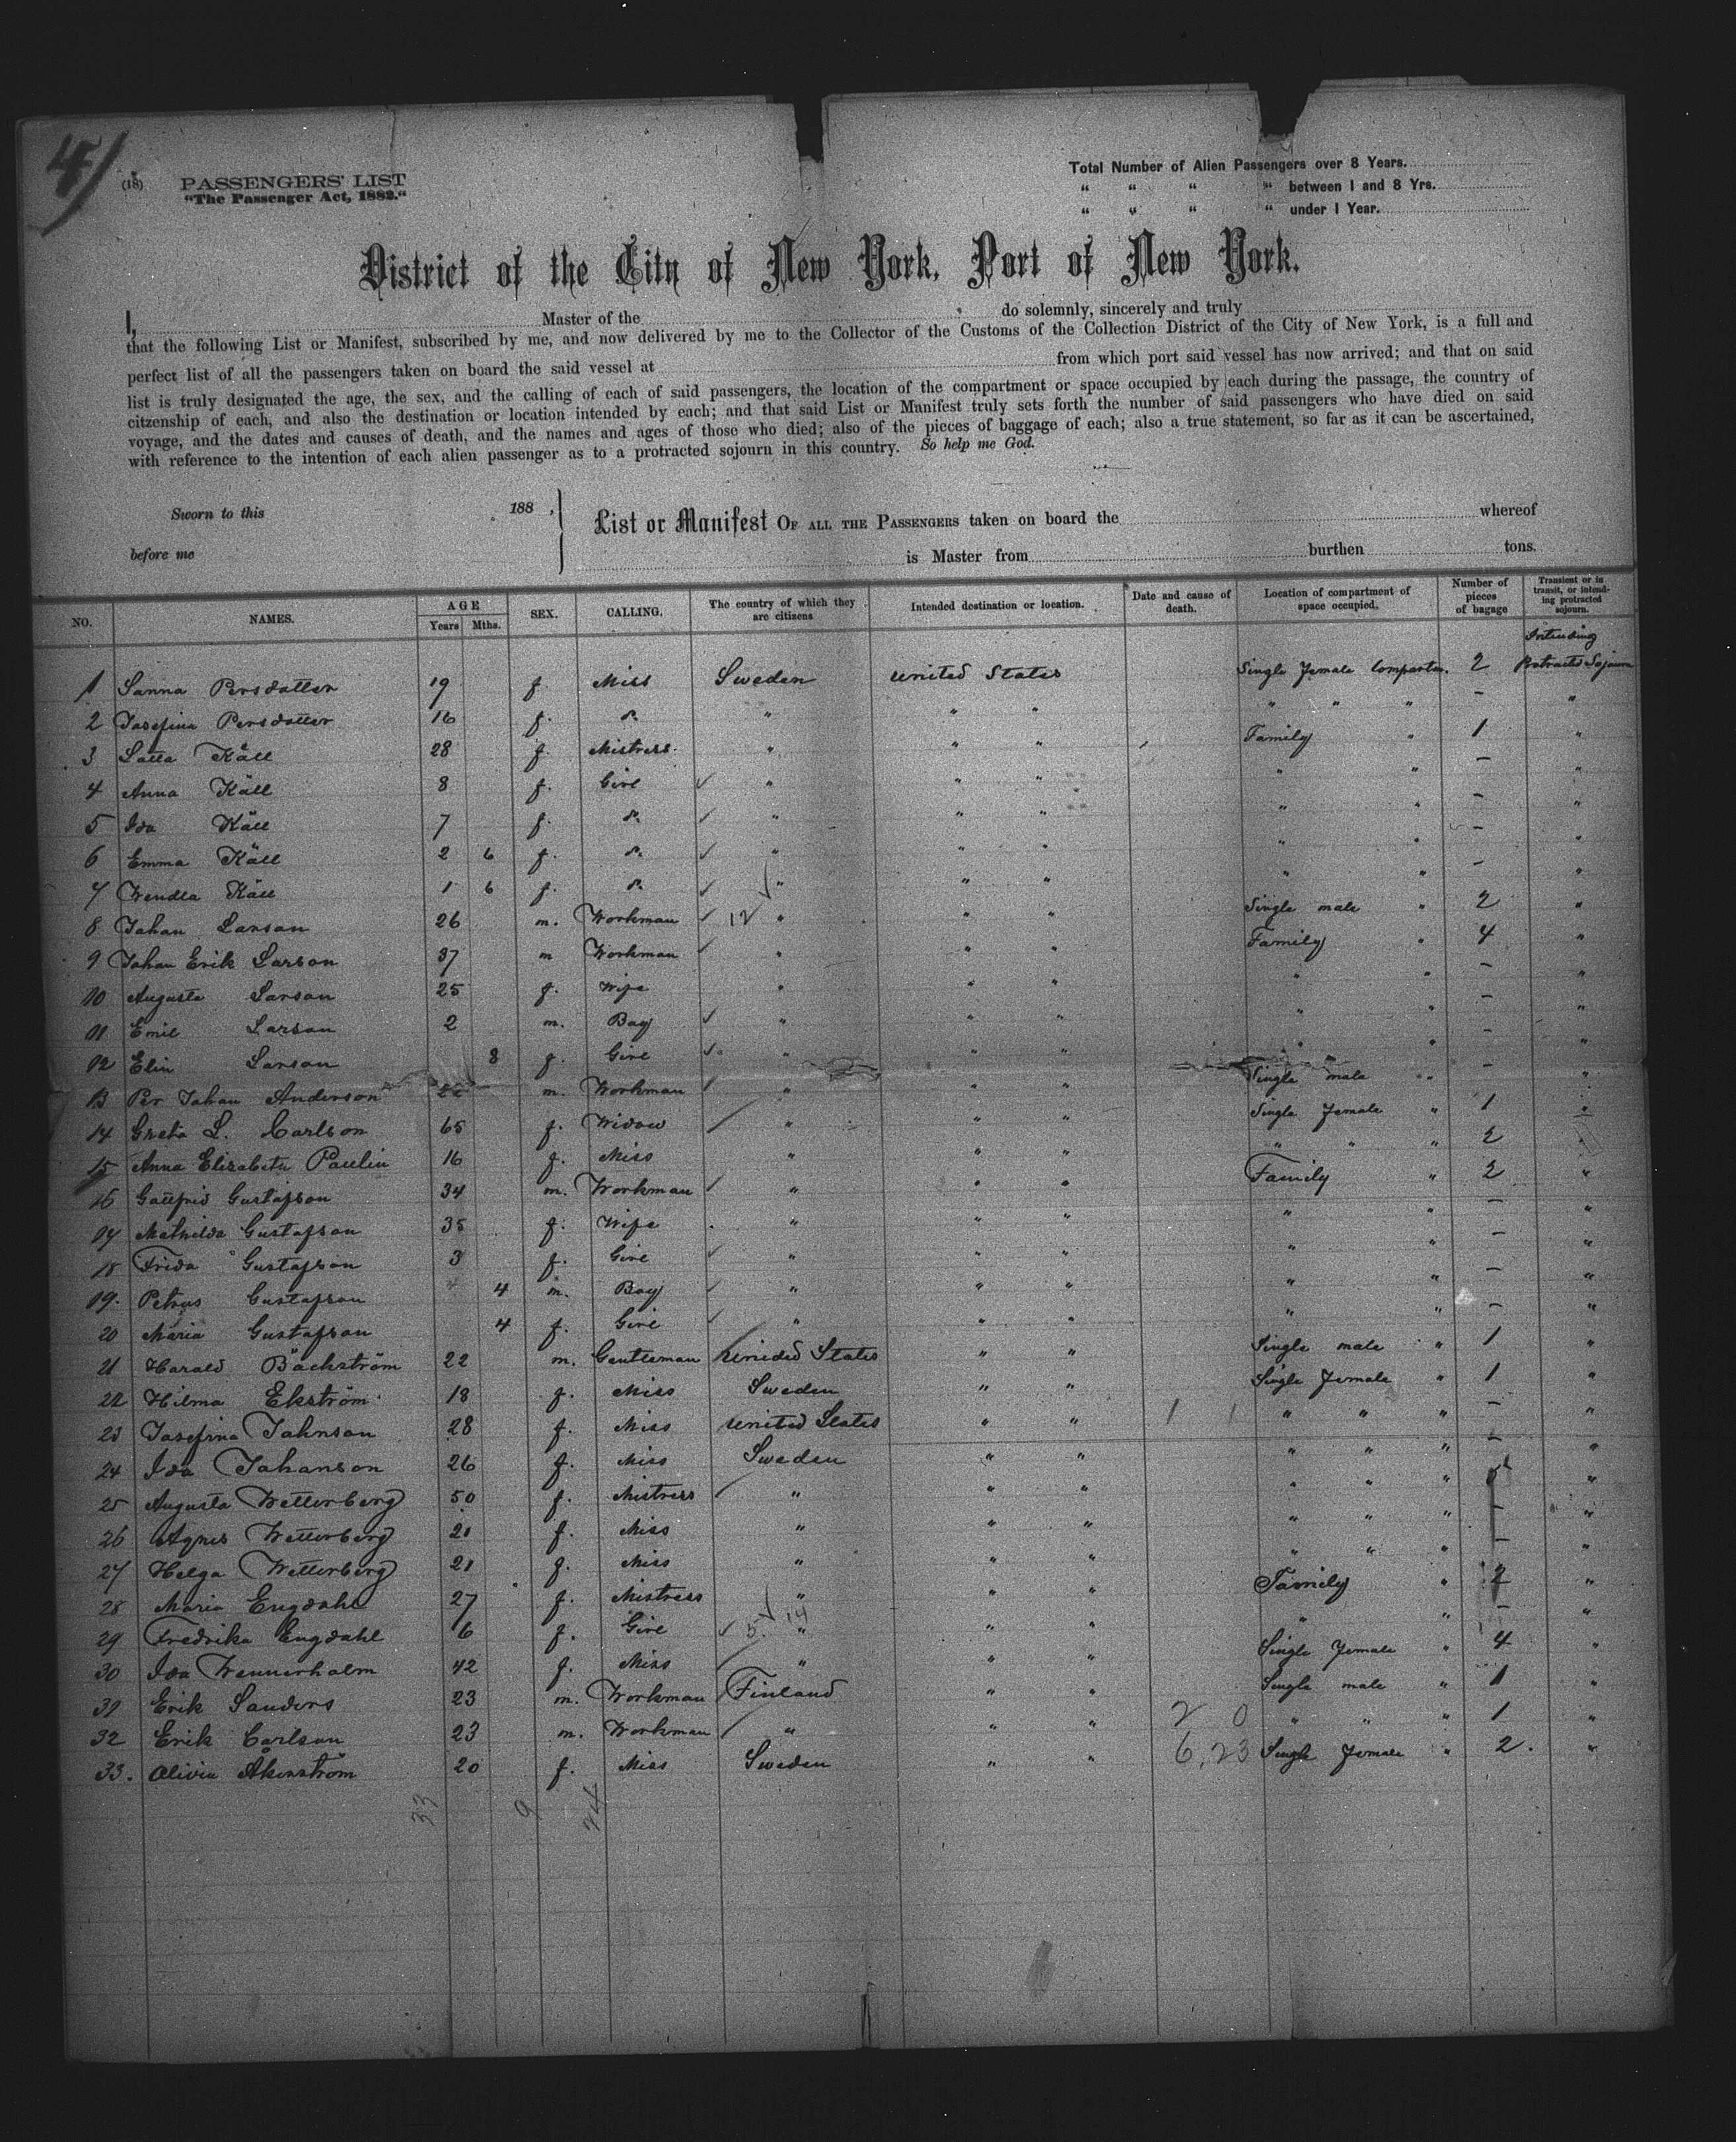 4)
(18) PASSENGERS' LIST
"The Passenger Act, 1882."
Total Number of Alien Passengers over 8 Years.
" " " " between 1 and 8 Yrs.
" " " " under 1 Year.
District of the City of New York, Port of New York.
I, Master of the do solemnly, sincerely and truly
that the following List or Manifest, subscribed by me, and now delivered by me to the Collector of the Customs of the Collection District of the City of New York, is a full and
perfect list of all the passengers taken on board the said vessel at from which port said vessel has now arrived; and that on said
list is truly designated the age, the sex, and the calling of each of said passengers, the location of the compartment or space occupied by each during the passage, the country of
citzenship of each, and also the destination or location intended by each; and that said List or Manifest truly sets forth the number of said passengers who have died on said
voyage, and the dates and causes of death, and the names and ages of those who died; also of the pieces of baggage of each; also a true statement, so far as it can be ascertained,
with reference to the intention of each alien passenger as to a protracted sojourn in this country. So help me God.
Sworn to this 188 ,
before me
List or Manifest OF ALL THE PASSENGERS taken on board the whereof
is Master from burthen tons.
NO. NAMES. AGE Years Mths. SEX. CALLING. The country of which they are citizens Intended destination or location. Date and cause of death. Location of compartment of space occupied. Number of pieces of bagage Transient or in transit, or intending protracted sojourn.
1 Sanna Persdotter 19 f. Miss Sweden United States Single Female Compartm. 2 Intending Protracted Sojourn
2 Josefina Persdotter 16 f. " " " " " " " — "
3 Lotta Käll 28 f. Mistress. " " " Family " 1 "
4 Anna Käll 8 f. Girl " " " " " — "
5 Ida Käll 7 f. " " " " " — "
6 Emma Käll 2 6 f. " " " " " — "
7 Wendla Käll 1 6 f. " " " " " — "
8 Johan Larson 26 m. Workman 12 " " " Single male " 2 "
9 Johan Erik Larson 37 m Workman " " " Family " 4 "
10 Augusta Larson 25 f. Wife " " " " " — "
11 Emil Larson 2 m. Boy " " " " " — "
12 Elin Larson 8 f. Girl " " " " " — "
13 Per Johan Anderson m. Workman " " " Single male " — "
14 Greta L. Carlson 65 f. Widow " " " Single Female " 1 "
15 Anna Elizabeta Paulin 16 f. Miss " " " " " " 2 "
16 Gottfrid Gustafson 34 m. Workman " " " Family " 2 "
17 Mathilda Gustafson 35 f. Wife " " " " " — "
18 Frida Gustafson 3 f. Girl " " " " " — "
19. Petrus Gustafson 4 m. Boy " " " " " — "
20 Maria Gustafson 4 f. Girl " " " " " — "
21 Harald Bäckström 22 m. Gentleman United States " " Single male " 1 "
22 Hilma Ekström 18 f. Miss Sweden " " Single Female " 1 "
23 Josefina Johnson 28 f. Miss United States " " 1 1 " " " — "
24 Ida Johanson 26 f. Miss Sweden " " " " " — "
25 Augusta Wetterberg 50 f. Mistress " " " " " " "
26 Agnes Wetterberg 21 f. Miss " " " " " " — "
27 Helga Wetterberg 21 f. Miss " " " " " " — "
28 Maria Engdahl 27 f. Mistress " " " Family " 2 "
29 Fredrika Engdahl 6 f. Girl 5 14 " " " " " — "
30 Ida Wennerholm 42 f. Miss " " " Single Female " 4 "
31 Erik Sanders 23 m. Workman Finland " " Single male " 1 "
32 Erik Carlson 23 m. Workman " " " 2 0 " " " 1 "
33. Olivia Åkerström 20 f. Miss Sweden " " 6,23 Single Female " 2. "
33 9 24